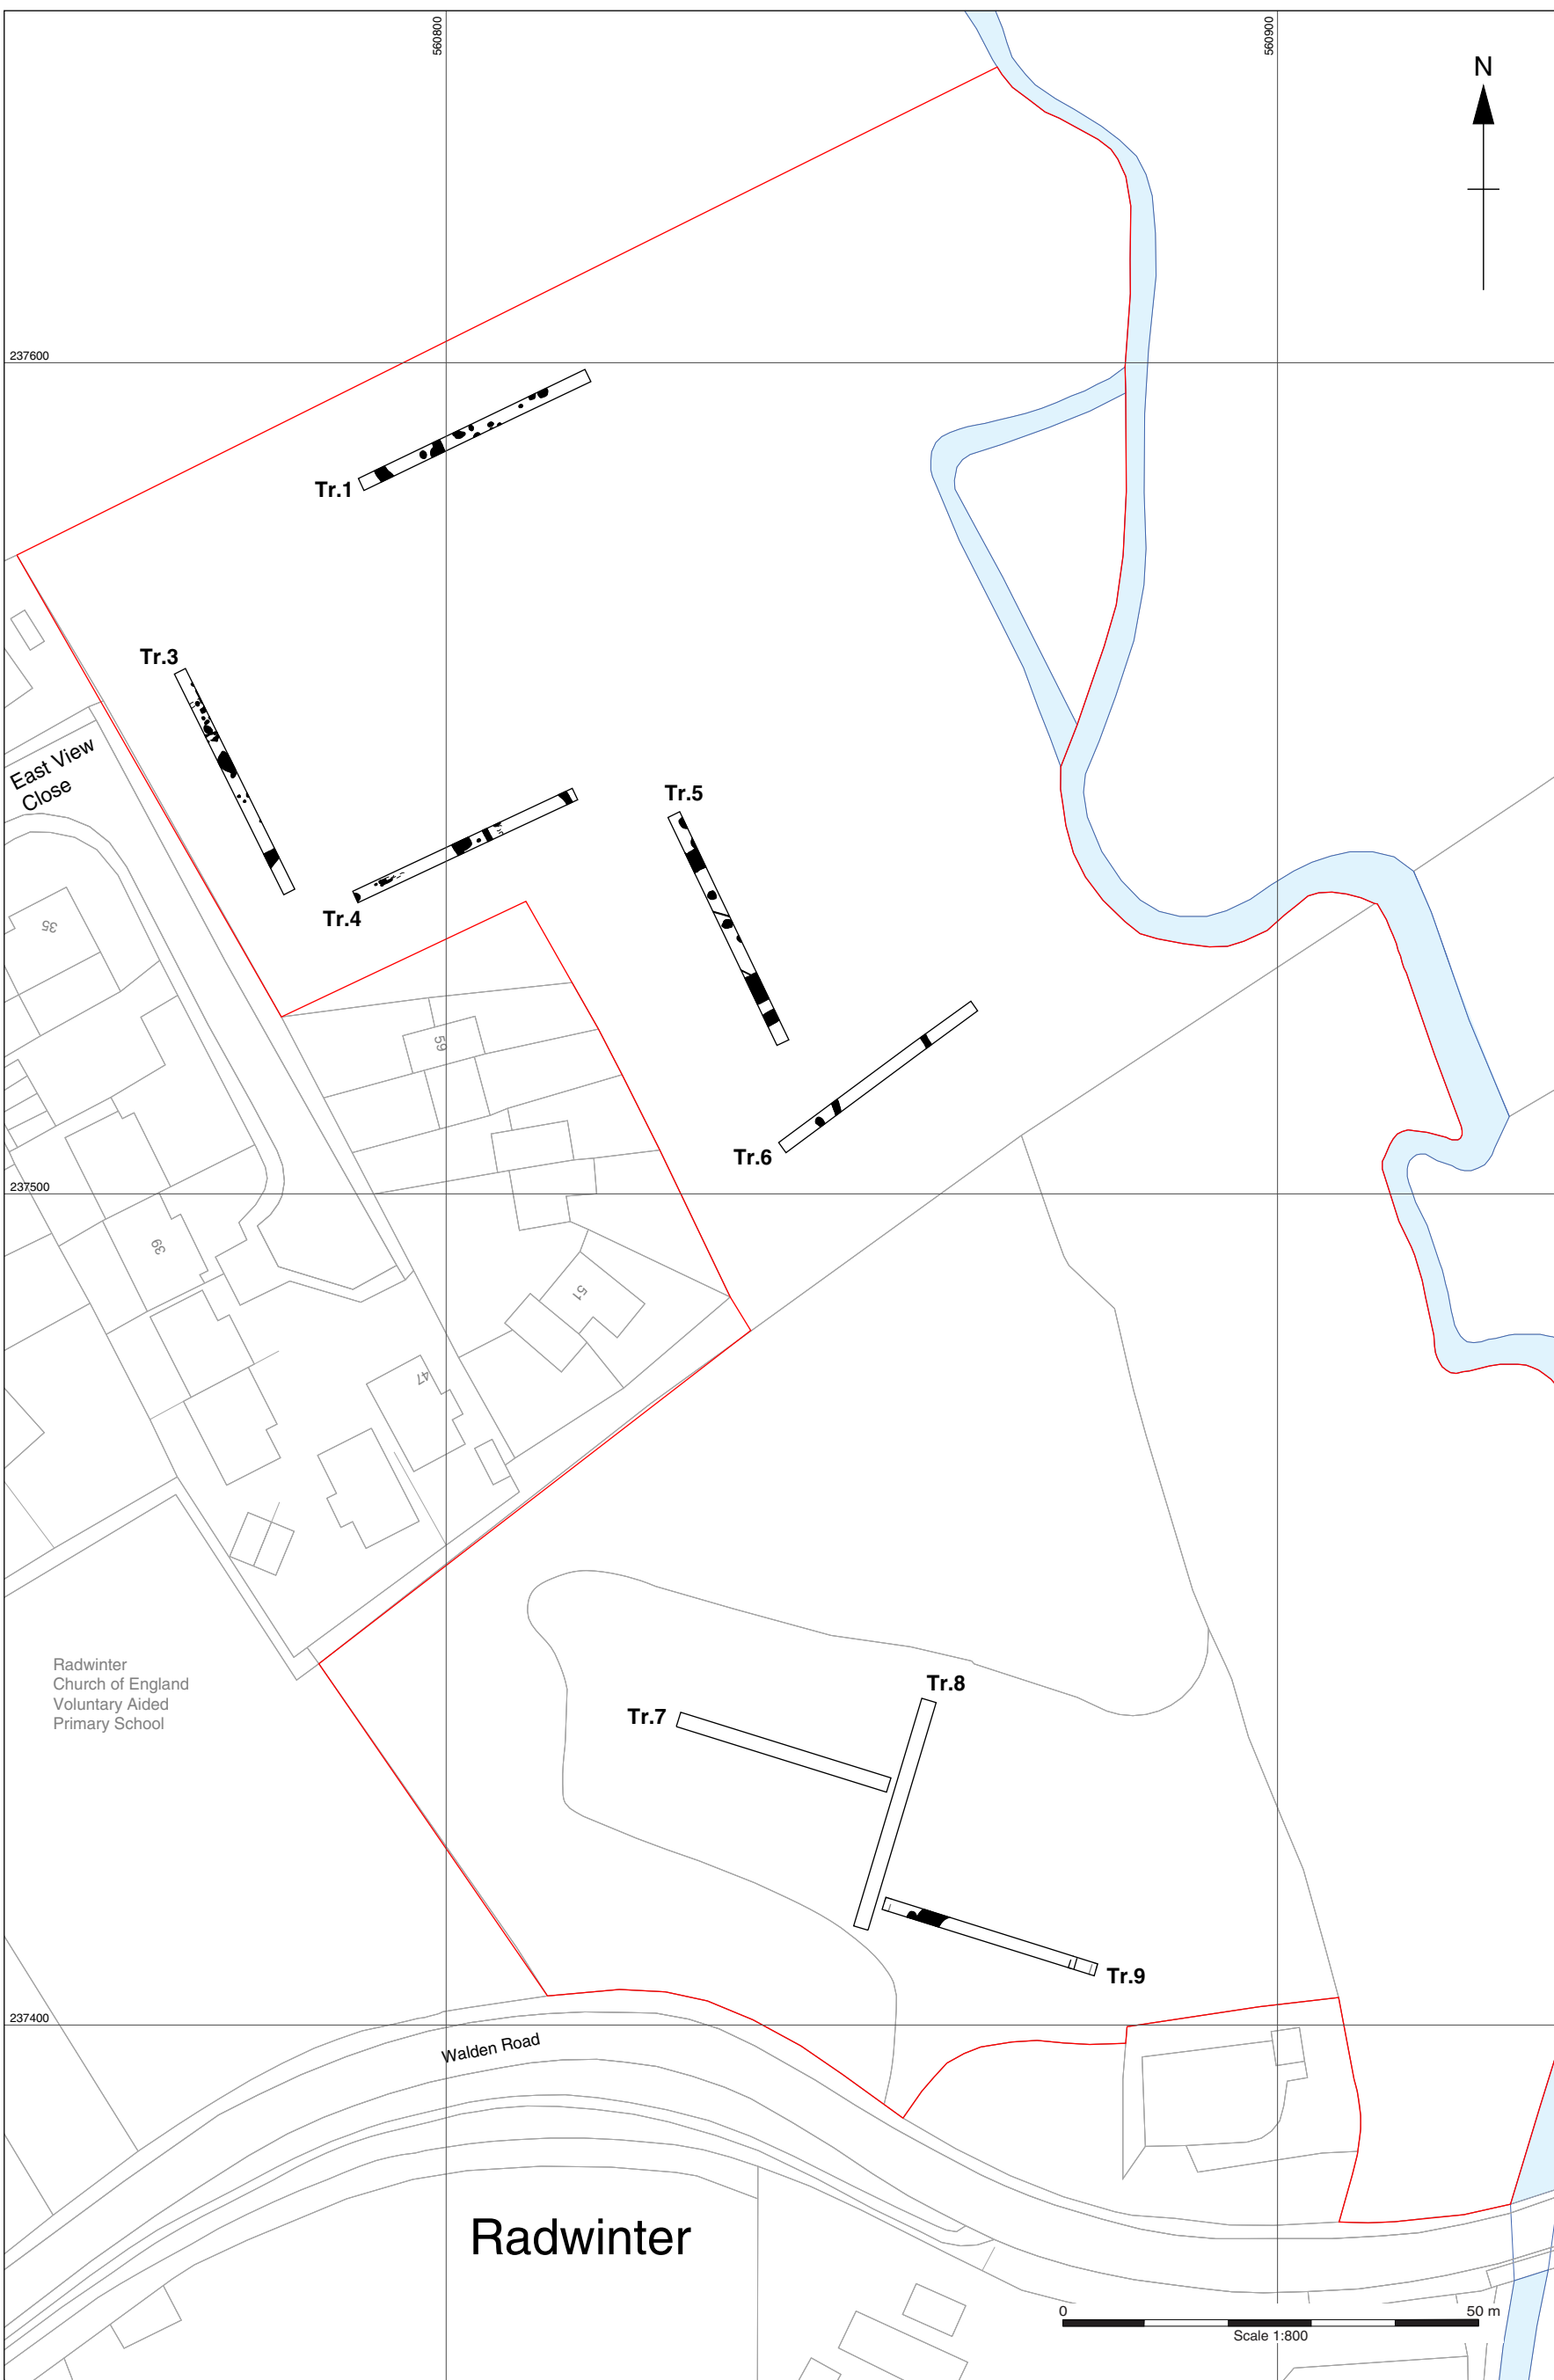 560800
560900
N
237600
Tr.1
Tr.3
East View
Close
Tr.5
Tr.4
35
59
Tr.6
237500
39
51
47
Radwinter
Church of England
Voluntary Aided
Primary School
Tr.8
Tr.7
Tr.9
237400
Walden Road
Radwinter
0
50 m
Scale 1:800